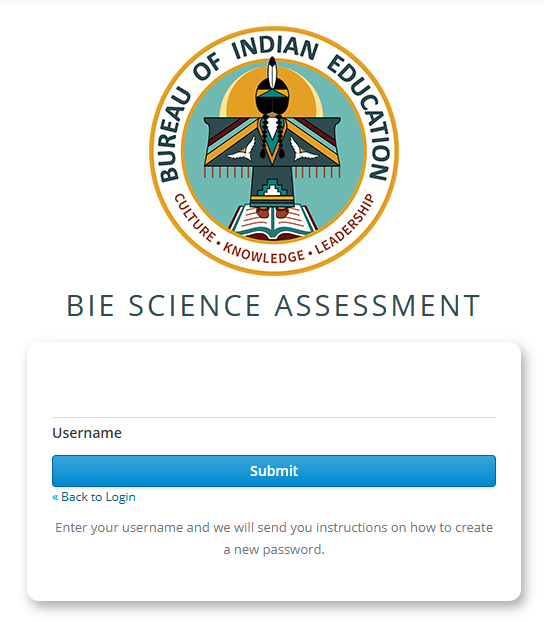 BUREAU OF INDIAN EDUCATION
CULTURE • KNOWLEDGE • LEADERSHIP
BIE SCIENCE ASSESSMENT
Username
Submit
« Back to Login
Enter your username and we will send you instructions on how to create
a new password.